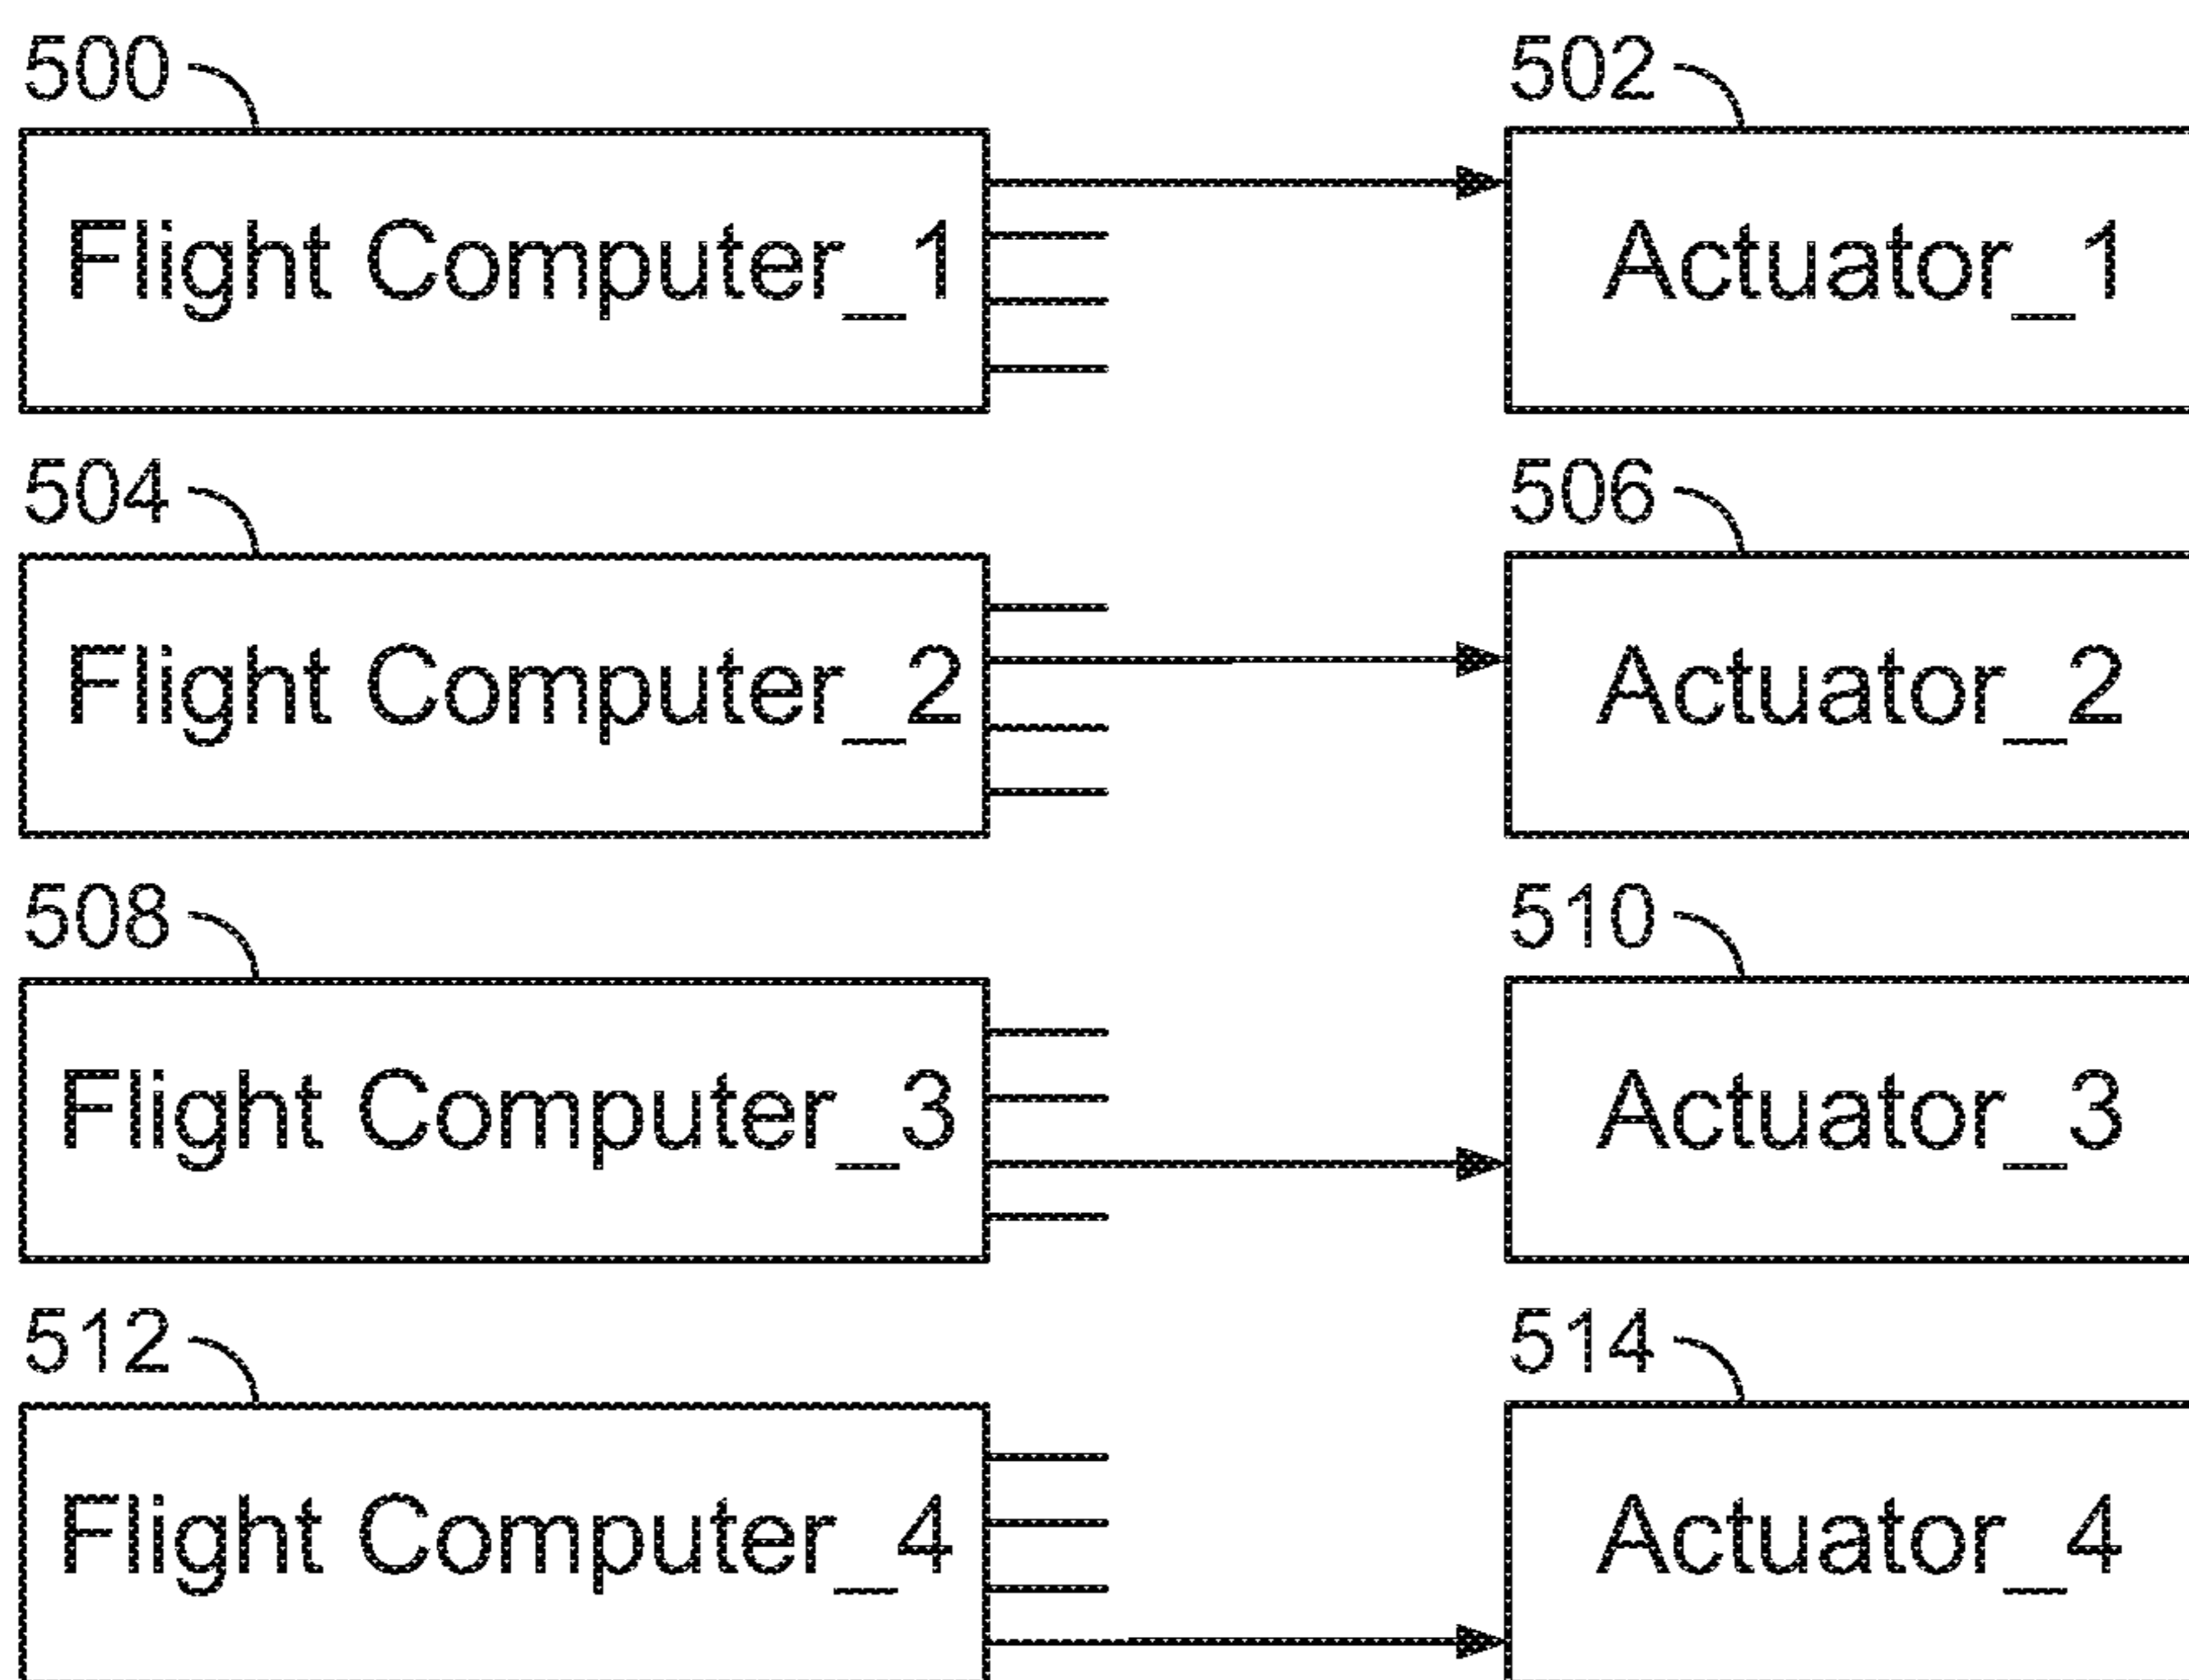 500
502
Flight Computer_1
Actuator_1
504
506
Flight Computer_2
Actuator_2
508
510
Flight Computer_3
Actuator_3
512
514
Flight Computer_4
Actuator_4